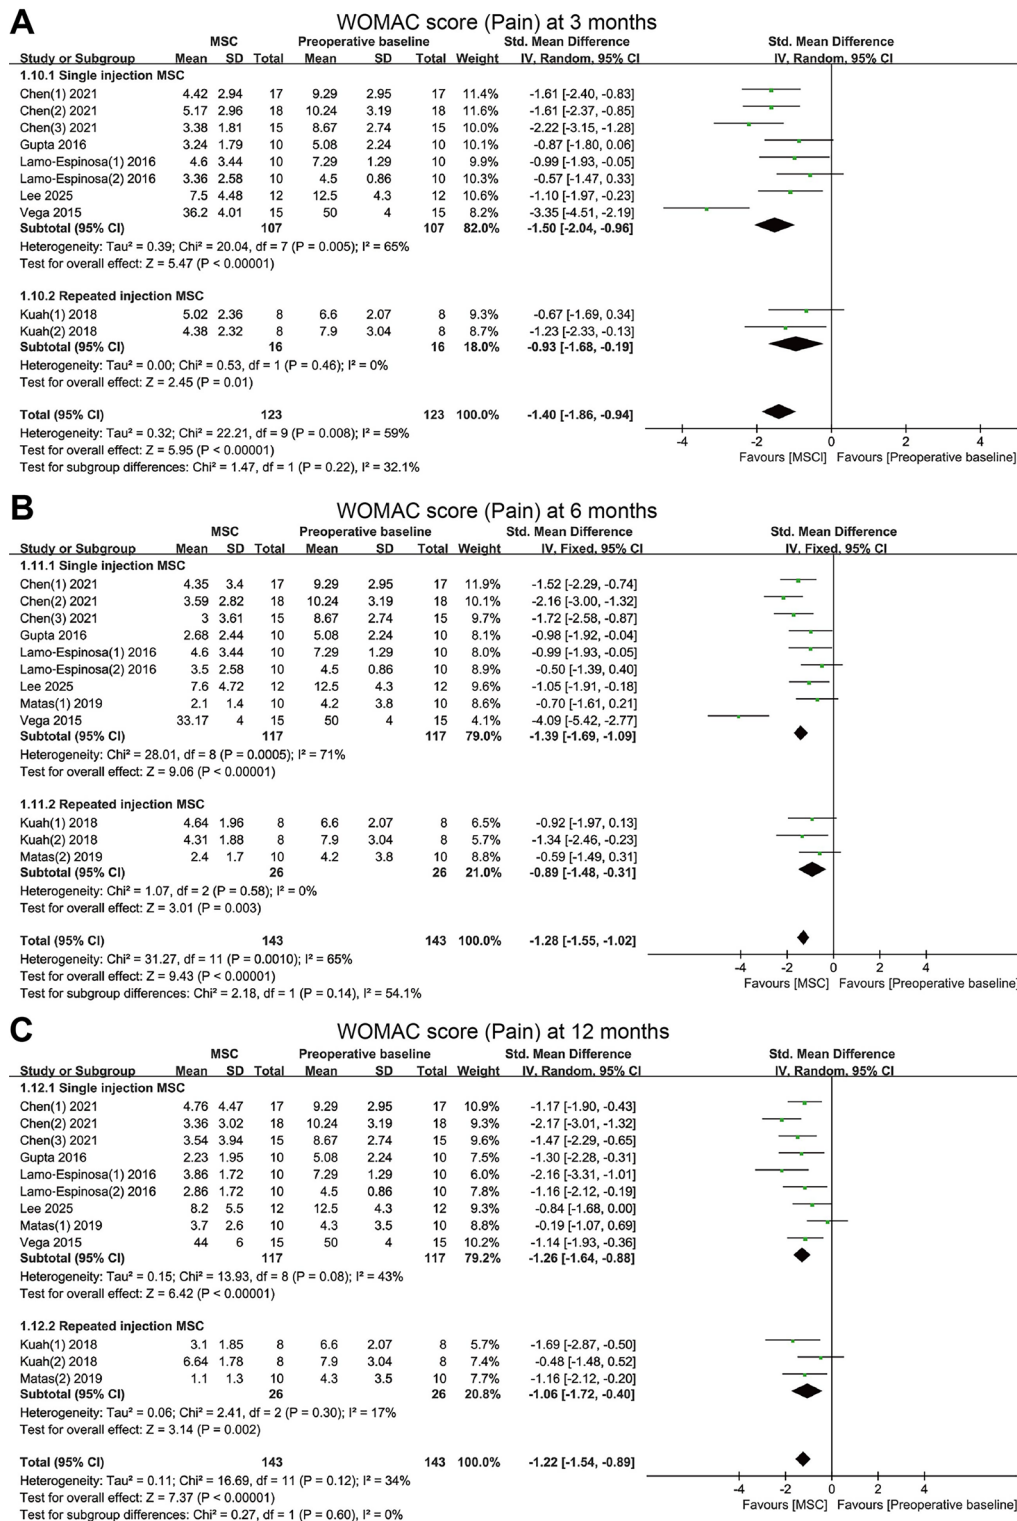 A
WOMAC score (Pain) at 3 months
MSC Preoperative baseline Std. Mean Difference Std. Mean Difference
Study or Subgroup Mean SD Total Mean SD Total Weight IV, Random, 95% CI IV, Random, 95% CI
1.10.1 Single injection MSC
Chen(1) 2021 4.42 2.94 17 9.29 2.95 17 11.4% -1.61 [-2.40, -0.83]
Chen(2) 2021 5.17 2.96 18 10.24 3.19 18 11.6% -1.61 [-2.37, -0.85]
Chen(3) 2021 3.38 1.81 15 8.67 2.74 15 10.0% -2.22 [-3.15, -1.28]
Gupta 2016 3.24 1.79 10 5.08 2.24 10 10.1% -0.87 [-1.80, 0.06]
Lamo-Espinosa(1) 2016 4.6 3.44 10 7.29 1.29 10 9.9% -0.99 [-1.93, -0.05]
Lamo-Espinosa(2) 2016 3.36 2.58 10 4.5 0.86 10 10.3% -0.57 [-1.47, 0.33]
Lee 2025 7.5 4.48 12 12.5 4.3 12 10.6% -1.10 [-1.97, -0.23]
Vega 2015 36.2 4.01 15 50 4 15 8.2% -3.35 [-4.51, -2.19]
Subtotal (95% CI) 107 107 82.0% -1.50 [-2.04, -0.96]
Heterogeneity: Tau² = 0.39; Chi² = 20.04, df = 7 (P = 0.005); I² = 65%
Test for overall effect: Z = 5.47 (P < 0.00001)
1.10.2 Repeated injection MSC
Kuah(1) 2018 5.02 2.36 8 6.6 2.07 8 9.3% -0.67 [-1.69, 0.34]
Kuah(2) 2018 4.38 2.32 8 7.9 3.04 8 8.7% -1.23 [-2.33, -0.13]
Subtotal (95% CI) 16 16 18.0% -0.93 [-1.68, -0.19]
Heterogeneity: Tau² = 0.00; Chi² = 0.53, df = 1 (P = 0.46); I² = 0%
Test for overall effect: Z = 2.45 (P = 0.01)
Total (95% CI) 123 123 100.0% -1.40 [-1.86, -0.94]
Heterogeneity: Tau² = 0.32; Chi² = 22.21, df = 9 (P = 0.008); I² = 59%
Test for overall effect: Z = 5.95 (P < 0.00001)
Test for subgroup differences: Chi² = 1.47, df = 1 (P = 0.22), I² = 32.1%
-4 -2 0 2 4
Favours [MSCl] Favours [Preoperative baseline]
B
WOMAC score (Pain) at 6 months
MSC Preoperative baseline Std. Mean Difference Std. Mean Difference
Study or Subgroup Mean SD Total Mean SD Total Weight IV, Fixed, 95% CI IV, Fixed, 95% CI
1.11.1 Single injection MSC
Chen(1) 2021 4.35 3.4 17 9.29 2.95 17 11.9% -1.52 [-2.29, -0.74]
Chen(2) 2021 3.59 2.82 18 10.24 3.19 18 10.1% -2.16 [-3.00, -1.32]
Chen(3) 2021 3 3.61 15 8.67 2.74 15 9.7% -1.72 [-2.58, -0.87]
Gupta 2016 2.68 2.44 10 5.08 2.24 10 8.1% -0.98 [-1.92, -0.04]
Lamo-Espinosa(1) 2016 4.6 3.44 10 7.29 1.29 10 8.0% -0.99 [-1.93, -0.05]
Lamo-Espinosa(2) 2016 3.5 2.58 10 4.5 0.86 10 8.9% -0.50 [-1.39, 0.40]
Lee 2025 7.6 4.72 12 12.5 4.3 12 9.6% -1.05 [-1.91, -0.18]
Matas(1) 2019 2.1 1.4 10 4.2 3.8 10 8.6% -0.70 [-1.61, 0.21]
Vega 2015 33.17 4 15 50 4 15 4.1% -4.09 [-5.42, -2.77]
Subtotal (95% CI) 117 117 79.0% -1.39 [-1.69, -1.09]
Heterogeneity: Chi² = 28.01, df = 8 (P = 0.0005); I² = 71%
Test for overall effect: Z = 9.06 (P < 0.00001)
1.11.2 Repeated injection MSC
Kuah(1) 2018 4.64 1.96 8 6.6 2.07 8 6.5% -0.92 [-1.97, 0.13]
Kuah(2) 2018 4.31 1.88 8 7.9 3.04 8 5.7% -1.34 [-2.46, -0.23]
Matas(2) 2019 2.4 1.7 10 4.2 3.8 10 8.8% -0.59 [-1.49, 0.31]
Subtotal (95% CI) 26 26 21.0% -0.89 [-1.48, -0.31]
Heterogeneity: Chi² = 1.07, df = 2 (P = 0.58); I² = 0%
Test for overall effect: Z = 3.01 (P = 0.003)
Total (95% CI) 143 143 100.0% -1.28 [-1.55, -1.02]
Heterogeneity: Chi² = 31.27, df = 11 (P = 0.0010); I² = 65%
Test for overall effect: Z = 9.43 (P < 0.00001)
Test for subgroup differences: Chi² = 2.18, df = 1 (P = 0.14), I² = 54.1%
-4 -2 0 2 4
Favours [MSC] Favours [Preoperative baseline]
C
WOMAC score (Pain) at 12 months
MSC Preoperative baseline Std. Mean Difference Std. Mean Difference
Study or Subgroup Mean SD Total Mean SD Total Weight IV, Random, 95% CI IV, Random, 95% CI
1.12.1 Single injection MSC
Chen(1) 2021 4.76 4.47 17 9.29 2.95 17 10.9% -1.17 [-1.90, -0.43]
Chen(2) 2021 3.36 3.02 18 10.24 3.19 18 9.3% -2.17 [-3.01, -1.32]
Chen(3) 2021 3.54 3.94 15 8.67 2.74 15 9.6% -1.47 [-2.29, -0.65]
Gupta 2016 2.23 1.95 10 5.08 2.24 10 7.5% -1.30 [-2.28, -0.31]
Lamo-Espinosa(1) 2016 3.86 1.72 10 7.29 1.29 10 6.0% -2.16 [-3.31, -1.01]
Lamo-Espinosa(2) 2016 2.86 1.72 10 4.5 0.86 10 7.8% -1.16 [-2.12, -0.19]
Lee 2025 8.2 5.5 12 12.5 4.3 12 9.3% -0.84 [-1.68, 0.00]
Matas(1) 2019 3.7 2.6 10 4.3 3.5 10 8.8% -0.19 [-1.07, 0.69]
Vega 2015 44 6 15 50 4 15 10.2% -1.14 [-1.93, -0.36]
Subtotal (95% CI) 117 117 79.2% -1.26 [-1.64, -0.88]
Heterogeneity: Tau² = 0.15; Chi² = 13.93, df = 8 (P = 0.08); I² = 43%
Test for overall effect: Z = 6.42 (P < 0.00001)
1.12.2 Repeated injection MSC
Kuah(1) 2018 3.1 1.85 8 6.6 2.07 8 5.7% -1.69 [-2.87, -0.50]
Kuah(2) 2018 6.64 1.78 8 7.9 3.04 8 7.4% -0.48 [-1.48, 0.52]
Matas(2) 2019 1.1 1.3 10 4.3 3.5 10 7.7% -1.16 [-2.12, -0.20]
Subtotal (95% CI) 26 26 20.8% -1.06 [-1.72, -0.40]
Heterogeneity: Tau² = 0.06; Chi² = 2.41, df = 2 (P = 0.30); I² = 17%
Test for overall effect: Z = 3.14 (P = 0.002)
Total (95% CI) 143 143 100.0% -1.22 [-1.54, -0.89]
Heterogeneity: Tau² = 0.11; Chi² = 16.69, df = 11 (P = 0.12); I² = 34%
Test for overall effect: Z = 7.37 (P < 0.00001)
Test for subgroup differences: Chi² = 0.27, df = 1 (P = 0.60), I² = 0%
-4 -2 0 2 4
Favours [MSC] Favours [Preoperative baseline]